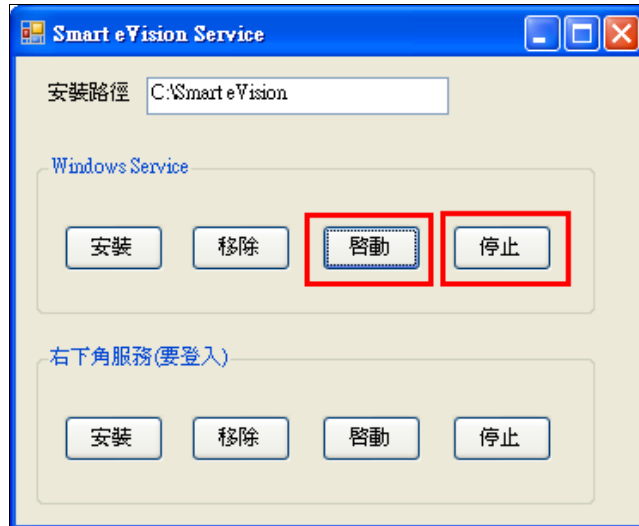 Smart eVision Service
安裝路徑 C:\Smart eVision
Windows Service
安裝 移除 啓動 停止
右下角服務(要登入)
安裝 移除 啓動 停止